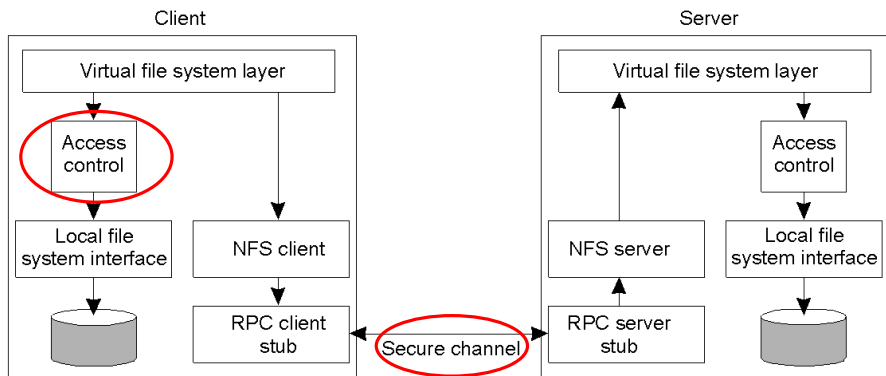 Client
Server
Virtual file system layer
Virtual file system layer
Access
control
Access
control
Local file
system interface
NFS client
NFS server
Local file
system interface
RPC client
stub
Secure channel
RPC server
stub